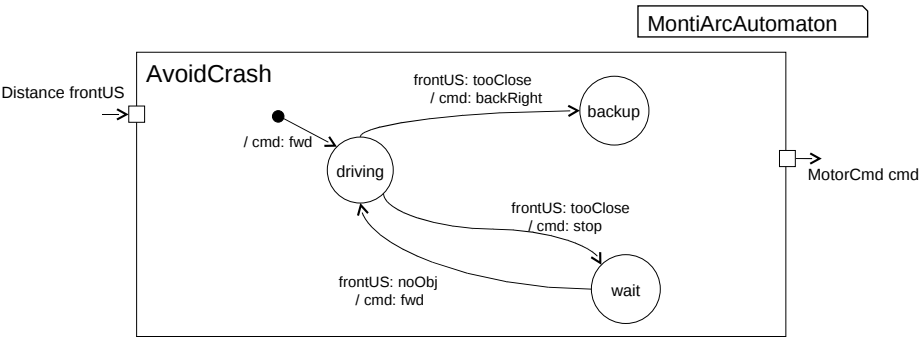 MontiArcAutomaton
AvoidCrash
Distance frontUS
frontUS: tooClose
/ cmd: backRight
backup
/ cmd: fwd
driving
MotorCmd cmd
frontUS: tooClose
/ cmd: stop
frontUS: noObj
/ cmd: fwd
wait